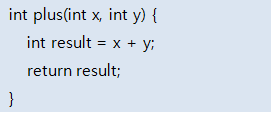 int plus(int x, int y) {
int result = x + y;
return result;
}